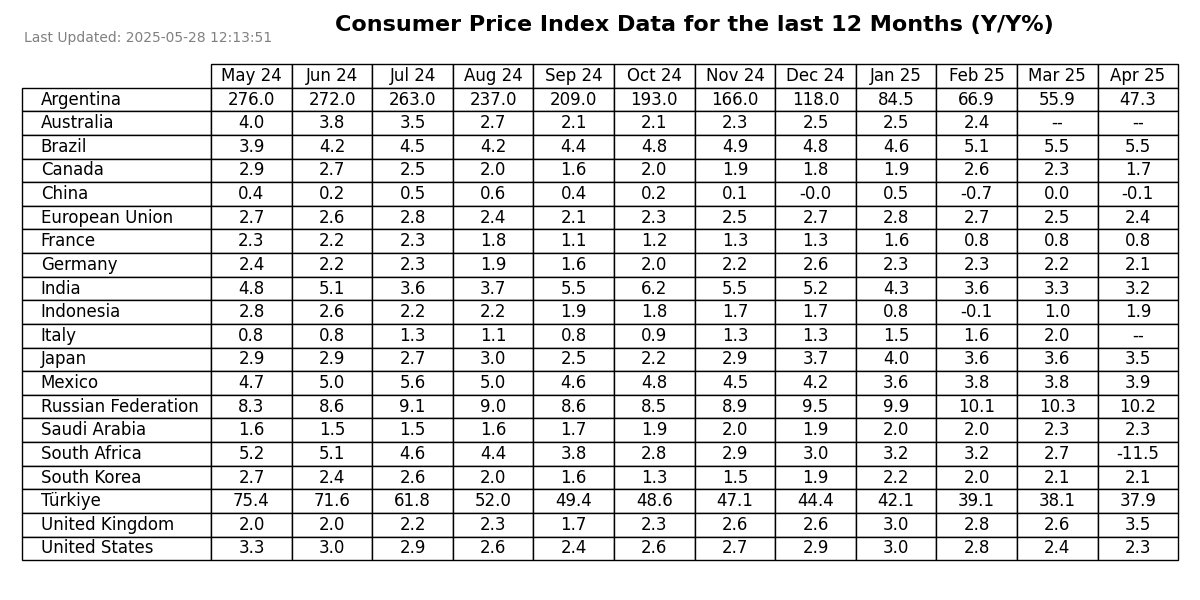 Consumer Price Index Data for the last 12 Months (Y/Y%)
Last Updated: 2025-05-28 12:13:51
May 24 Jun 24 Jul 24 Aug 24 Sep 24 Oct 24 Nov 24 Dec 24 Jan 25 Feb 25 Mar 25 Apr 25
Argentina 276.0 272.0 263.0 237.0 209.0 193.0 166.0 118.0 84.5 66.9 55.9 47.3
Australia 4.0 3.8 3.5 2.7 2.1 2.1 2.3 2.5 2.5 2.4 -- --
Brazil 3.9 4.2 4.5 4.2 4.4 4.8 4.9 4.8 4.6 5.1 5.5 5.5
Canada 2.9 2.7 2.5 2.0 1.6 2.0 1.9 1.8 1.9 2.6 2.3 1.7
China 0.4 0.2 0.5 0.6 0.4 0.2 0.1 -0.0 0.5 -0.7 0.0 -0.1
European Union 2.7 2.6 2.8 2.4 2.1 2.3 2.5 2.7 2.8 2.7 2.5 2.4
France 2.3 2.2 2.3 1.8 1.1 1.2 1.3 1.3 1.6 0.8 0.8 0.8
Germany 2.4 2.2 2.3 1.9 1.6 2.0 2.2 2.6 2.3 2.3 2.2 2.1
India 4.8 5.1 3.6 3.7 5.5 6.2 5.5 5.2 4.3 3.6 3.3 3.2
Indonesia 2.8 2.6 2.2 2.2 1.9 1.8 1.7 1.7 0.8 -0.1 1.0 1.9
Italy 0.8 0.8 1.3 1.1 0.8 0.9 1.3 1.3 1.5 1.6 2.0 --
Japan 2.9 2.9 2.7 3.0 2.5 2.2 2.9 3.7 4.0 3.6 3.6 3.5
Mexico 4.7 5.0 5.6 5.0 4.6 4.8 4.5 4.2 3.6 3.8 3.8 3.9
Russian Federation 8.3 8.6 9.1 9.0 8.6 8.5 8.9 9.5 9.9 10.1 10.3 10.2
Saudi Arabia 1.6 1.5 1.5 1.6 1.7 1.9 2.0 1.9 2.0 2.0 2.3 2.3
South Africa 5.2 5.1 4.6 4.4 3.8 2.8 2.9 3.0 3.2 3.2 2.7 -11.5
South Korea 2.7 2.4 2.6 2.0 1.6 1.3 1.5 1.9 2.2 2.0 2.1 2.1
Türkiye 75.4 71.6 61.8 52.0 49.4 48.6 47.1 44.4 42.1 39.1 38.1 37.9
United Kingdom 2.0 2.0 2.2 2.3 1.7 2.3 2.6 2.6 3.0 2.8 2.6 3.5
United States 3.3 3.0 2.9 2.6 2.4 2.6 2.7 2.9 3.0 2.8 2.4 2.3